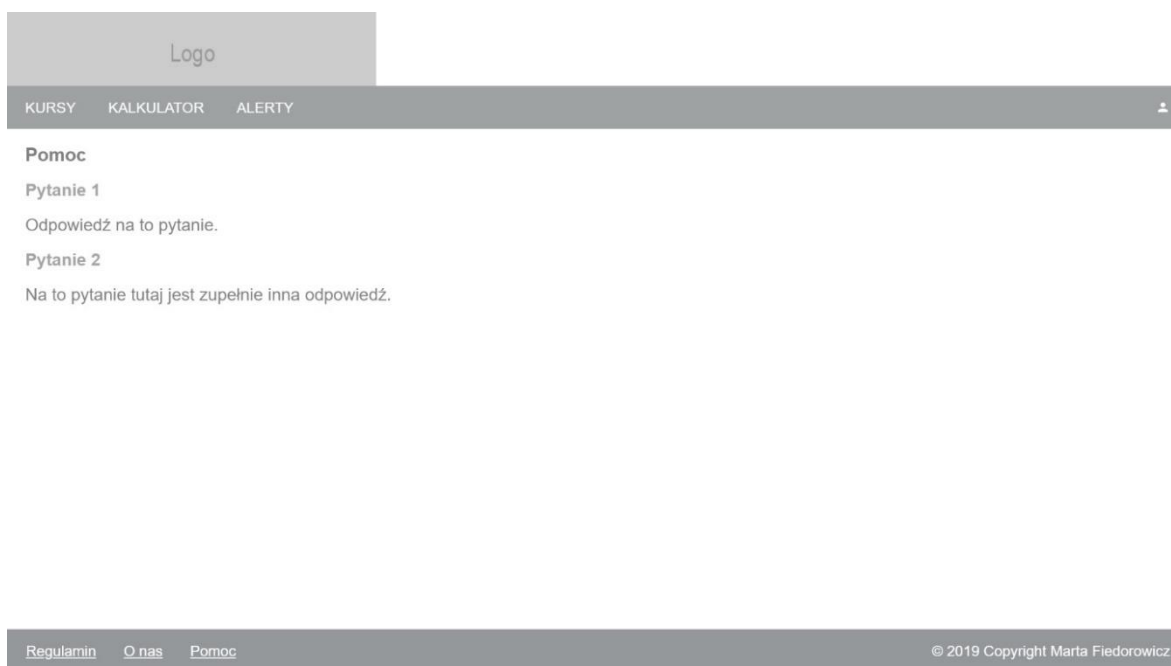 Logo
KURSY KALKULATOR ALERTY
Pomoc
Pytanie 1
Odpowiedź na to pytanie.
Pytanie 2
Na to pytanie tutaj jest zupełnie inna odpowiedź.
Regulamin O nas Pomoc © 2019 Copyright Marta Fiedorowicz